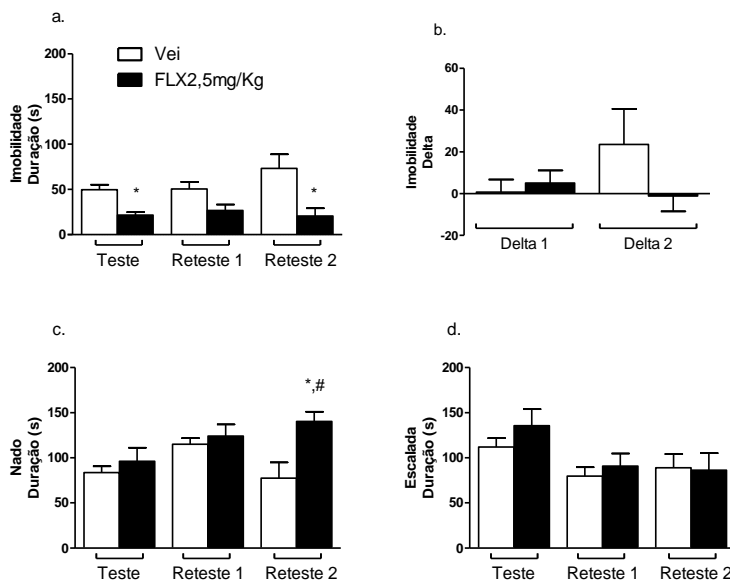 a.
Imobilidade
Duração (s)
200
150
100
50
0
Vei
FLX2,5mg/Kg
*
*
Teste
Reteste 1
Reteste 2
b.
Imobilidade
Delta
60
40
20
0
-20
Delta 1
Delta 2
c.
Nado
Duração (s)
200
150
100
50
0
*,#
Teste
Reteste 1
Reteste 2
d.
Escalada
Duração (s)
200
150
100
50
0
Teste
Reteste 1
Reteste 2